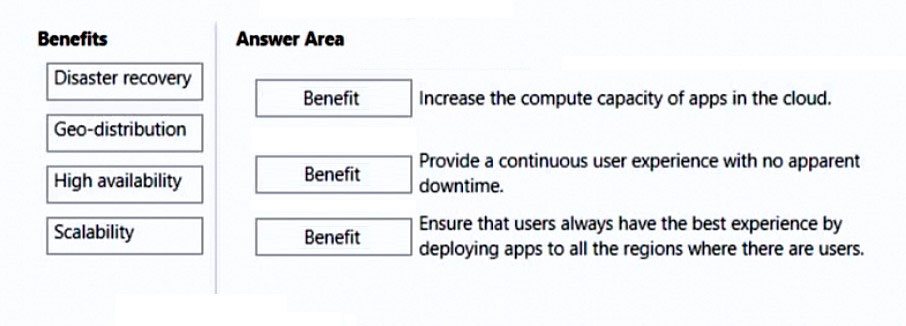 Benefits
Disaster recovery
Geo-distribution
High availability
Scalability
Answer Area
Benefit
Increase the compute capacity of apps in the cloud.
Benefit
Provide a continuous user experience with no apparent
downtime.
Benefit
Ensure that users always have the best experience by
deploying apps to all the regions where there are users.